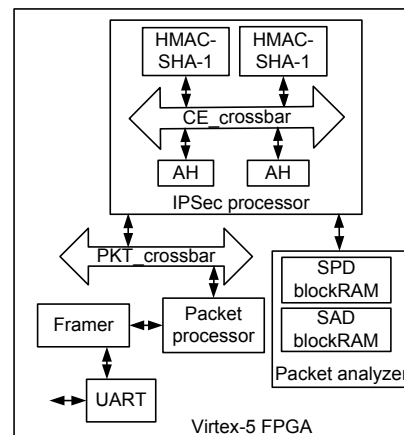 HMAC-
SHA-1
HMAC-
SHA-1
CE_crossbar
AH
AH
IPSec processor
PKT_crossbar
SPD
blockRAM
SAD
blockRAM
Packet analyzer
Framer
Packet
processor
UART
Virtex-5 FPGA